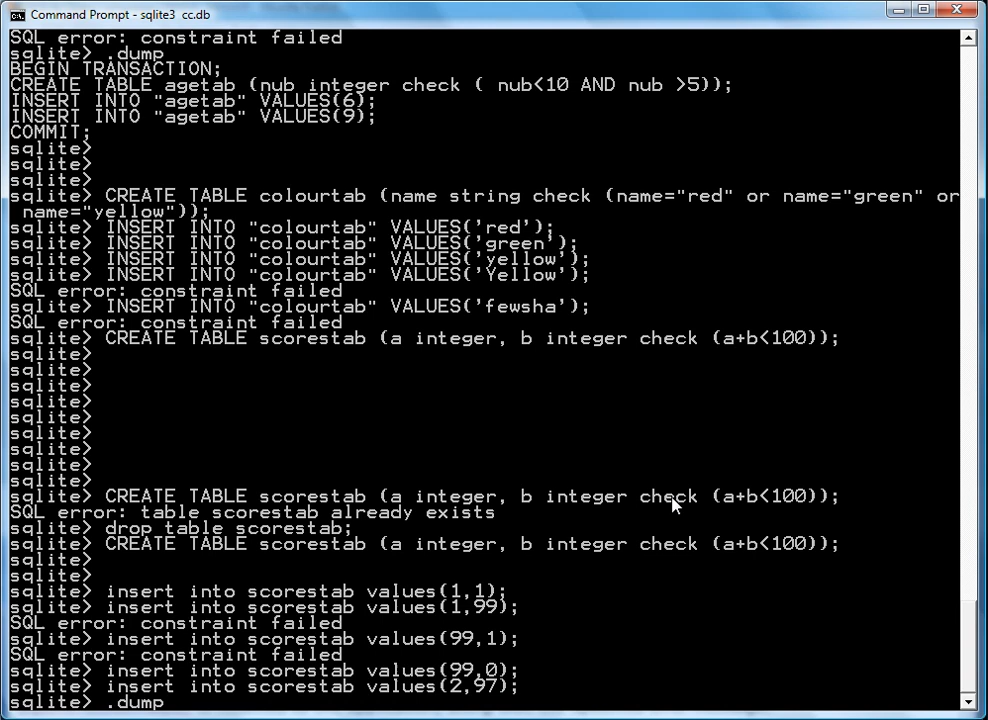 Command Prompt - sqlite3  cc.db
SQL error: constraint failed
sqlite> .dump
BEGIN TRANSACTION;
CREATE TABLE agetab (nub integer check ( nub<10 AND nub >5));
INSERT INTO "agetab" VALUES(6);
INSERT INTO "agetab" VALUES(9);
COMMIT;
sqlite>
sqlite>
sqlite>
sqlite> CREATE TABLE colourtab (name string check (name="red" or name="green" or
 name="yellow"));
sqlite> INSERT INTO "colourtab" VALUES('red');
sqlite> INSERT INTO "colourtab" VALUES('green');
sqlite> INSERT INTO "colourtab" VALUES('yellow');
sqlite> INSERT INTO "colourtab" VALUES('Yellow');
SQL error: constraint failed
sqlite> INSERT INTO "colourtab" VALUES('fewsha');
SQL error: constraint failed
sqlite> CREATE TABLE scorestab (a integer, b integer check (a+b<100));
sqlite>
sqlite>
sqlite>
sqlite>
sqlite>
sqlite>
sqlite>
sqlite>
sqlite>
sqlite> CREATE TABLE scorestab (a integer, b integer check (a+b<100));
SQL error: table scorestab already exists
sqlite> drop table scorestab;
sqlite> CREATE TABLE scorestab (a integer, b integer check (a+b<100));
sqlite>
sqlite>
sqlite> insert into scorestab values(1,1);
sqlite> insert into scorestab values(1,99);
SQL error: constraint failed
sqlite> insert into scorestab values(99,1);
SQL error: constraint failed
sqlite> insert into scorestab values(99,0);
sqlite> insert into scorestab values(2,97);
sqlite> .dump